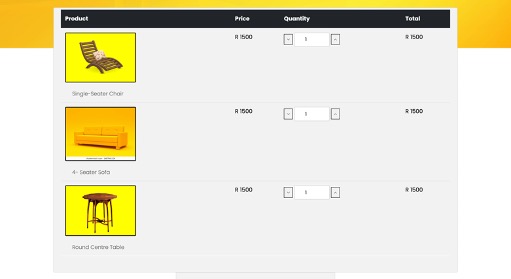 Product Price Quantity Total
R 1500 1 R 1500
Single-Seater Chair
R 1500 1 R 1500
4- Seater Sofa
R 1500 1 R 1500
Round Centre Table